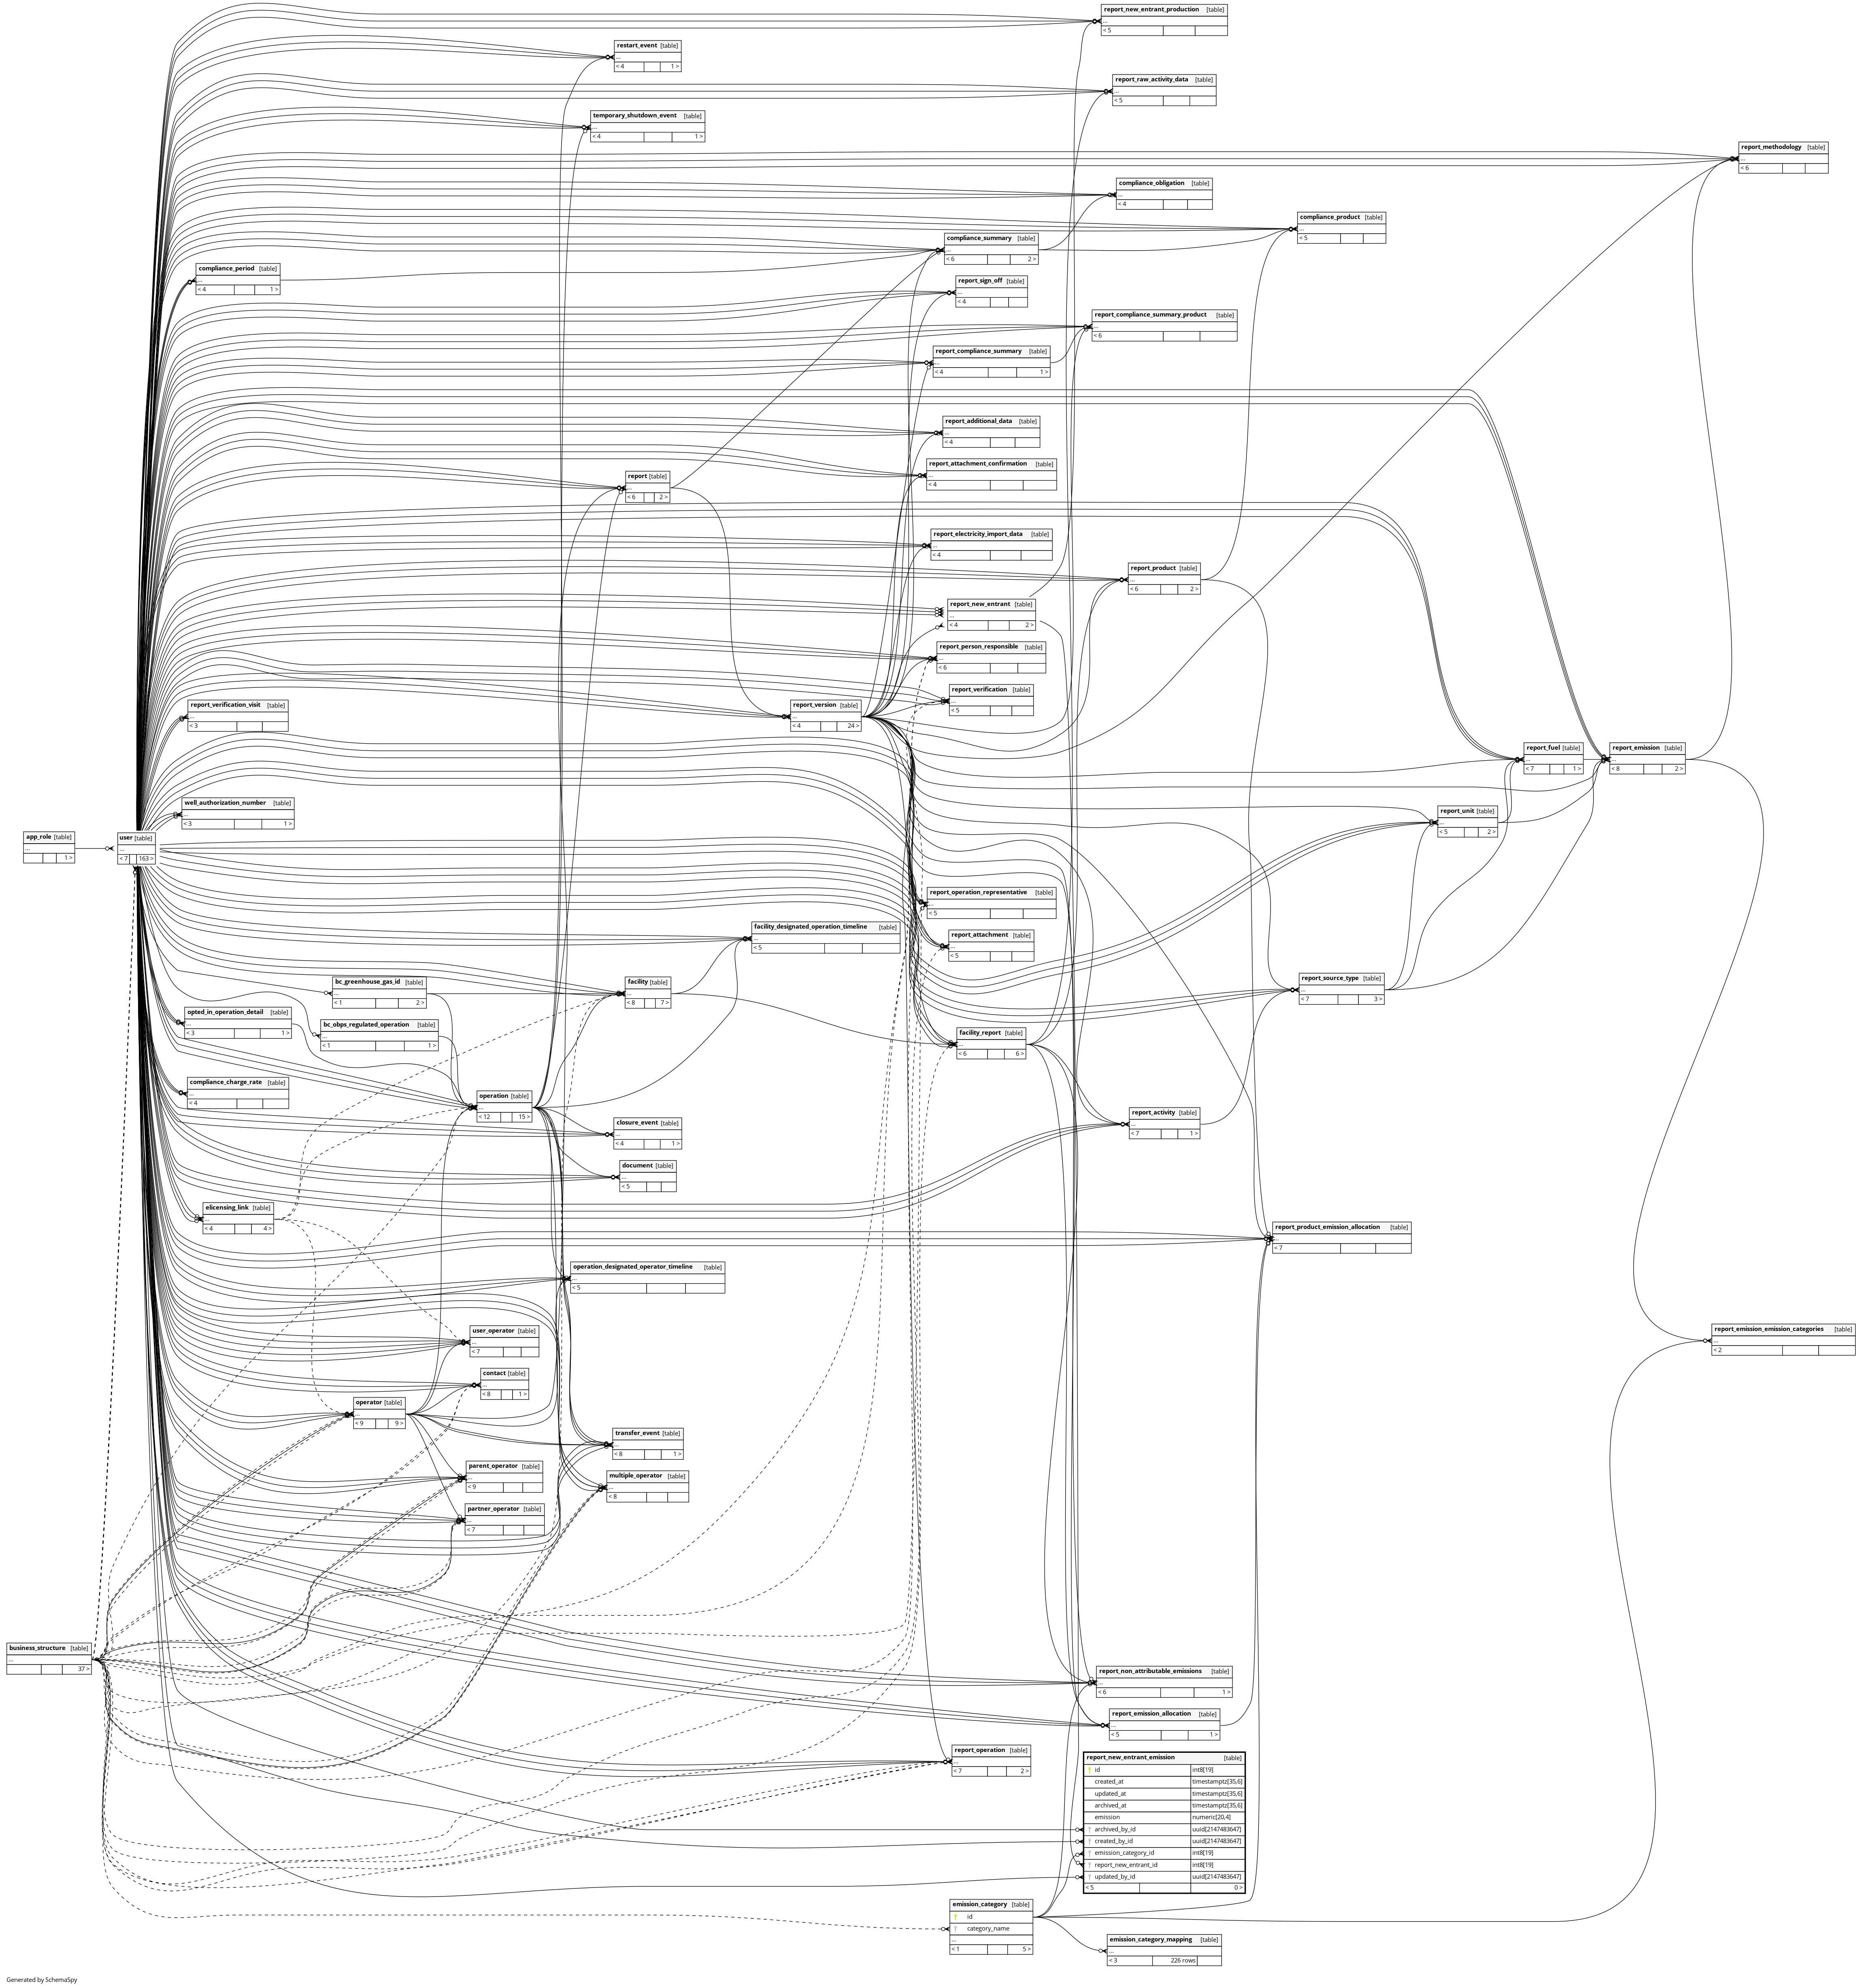 report_new_entrant_production [table]
...
< 5
restart_event [table]
...
< 4 1 >
report_raw_activity_data [table]
...
< 5
temporary_shutdown_event [table]
...
< 4 1 >
report_methodology [table]
...
< 6
compliance_obligation [table]
...
< 4
compliance_product [table]
...
< 5
compliance_summary [table]
...
< 6 2 >
compliance_period [table]
...
< 4 1 >
report_sign_off [table]
...
< 4
report_compliance_summary_product [table]
...
< 6
report_compliance_summary [table]
...
< 4 1 >
report_additional_data [table]
...
< 4
report_attachment_confirmation [table]
...
< 4
report [table]
...
< 6 2 >
report_electricity_import_data [table]
...
< 4
report_product [table]
...
< 6 2 >
report_new_entrant [table]
...
< 4 2 >
report_person_responsible [table]
...
< 6
report_verification [table]
...
< 5
report_verification_visit [table]
...
< 3
report_version [table]
...
< 4 24 >
report_fuel [table]
...
< 7 1 >
report_emission [table]
...
< 8 2 >
well_authorization_number [table]
...
< 3 1 >
report_unit [table]
...
< 5 2 >
app_role [table]
...
1 >
user [table]
...
< 7 163 >
report_operation_representative [table]
...
< 5
facility_designated_operation_timeline [table]
...
< 5
report_attachment [table]
...
< 5
bc_greenhouse_gas_id [table]
...
< 1 2 >
facility [table]
...
< 8 7 >
report_source_type [table]
...
< 7 3 >
opted_in_operation_detail [table]
...
< 3 1 >
bc_obps_regulated_operation [table]
...
< 1 1 >
facility_report [table]
...
< 6 6 >
compliance_charge_rate [table]
...
< 4
operation [table]
...
< 12 15 >
report_activity [table]
...
< 7 1 >
closure_event [table]
...
< 4 1 >
document [table]
...
< 5
elicensing_link [table]
...
< 4 4 >
report_product_emission_allocation [table]
...
< 7
operation_designated_operator_timeline [table]
...
< 5
user_operator [table]
...
< 7
report_emission_emission_categories [table]
...
< 2
contact [table]
...
< 8 1 >
operator [table]
...
< 9 9 >
transfer_event [table]
...
< 8 1 >
parent_operator [table]
...
< 9
multiple_operator [table]
...
< 8
partner_operator [table]
...
< 7
business_structure [table]
...
37 >
report_non_attributable_emissions [table]
...
< 6 1 >
report_emission_allocation [table]
...
< 5 1 >
report_operation [table]
...
< 7 2 >
report_new_entrant_emission [table]
id int8[19]
created_at timestamptz[35,6]
updated_at timestamptz[35,6]
archived_at timestamptz[35,6]
emission numeric[20,4]
archived_by_id uuid[2147483647]
created_by_id uuid[2147483647]
emission_category_id int8[19]
report_new_entrant_id int8[19]
updated_by_id uuid[2147483647]
< 5 0 >
emission_category [table]
id
category_name
...
< 1 5 >
emission_category_mapping [table]
...
< 3 226 rows
Generated by SchemaSpy